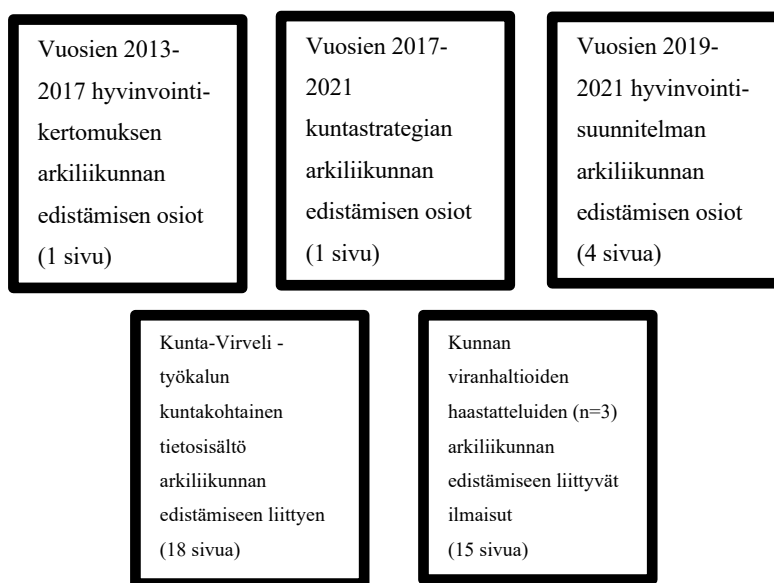 Vuosien 2013-
2017 hyvinvointi-
kertomuksen
arkiliikunnan
edistämisen osiot
(1 sivu)
Vuosien 2017-
2021
kuntastrategian
arkiliikunnan
edistämisen osiot
(1 sivu)
Vuosien 2019-
2021 hyvinvointi-
suunnitelman
arkiliikunnan
edistämisen osiot
(4 sivua)
Kunta-Virveli -
työkalun
kuntakohtainen
tietosisältö
arkiliikunnan
edistämiseen liittyen
(18 sivua)
Kunnan
viranhaltioiden
haastatteluiden (n=3)
arkiliikunnan
edistämiseen liittyvät
ilmaisut
(15 sivua)